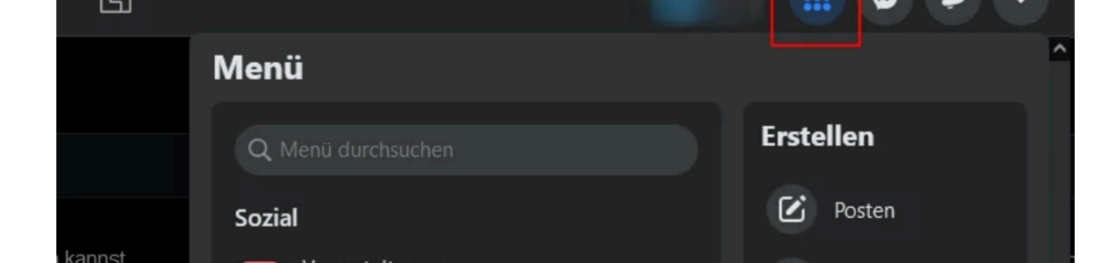 Menü
Menü durchsuchen
Erstellen
Sozial
Posten
kannst